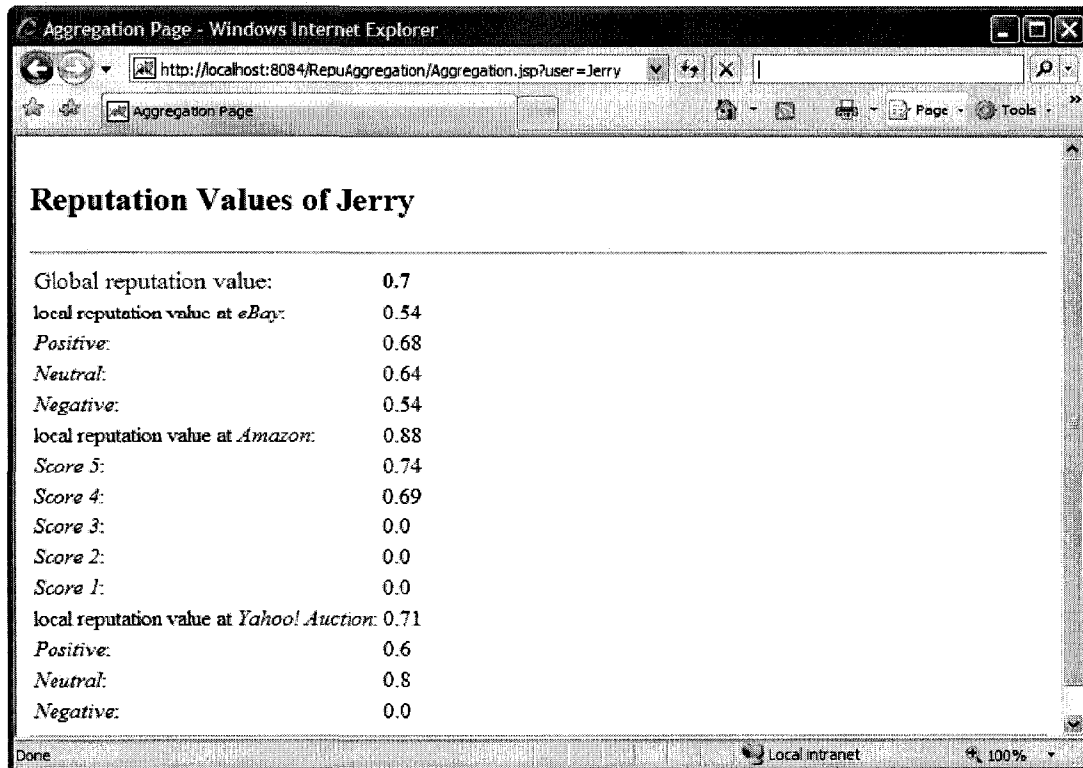 Aggregation Page - Windows Internet Explorer
http://localhost:8084/RepuAggregation/Aggregation.jsp?user=Jerry
Aggregation Page
Page
Tools
Reputation Values of Jerry
Global reputation value: 0.7
local reputation value at eBay: 0.54
Positive: 0.68
Neutral: 0.64
Negative: 0.54
local reputation value at Amazon: 0.88
Score 5: 0.74
Score 4: 0.69
Score 3: 0.0
Score 2: 0.0
Score 1: 0.0
local reputation value at Yahoo! Auction: 0.71
Positive: 0.6
Neutral: 0.8
Negative: 0.0
Done
Local intranet
100%